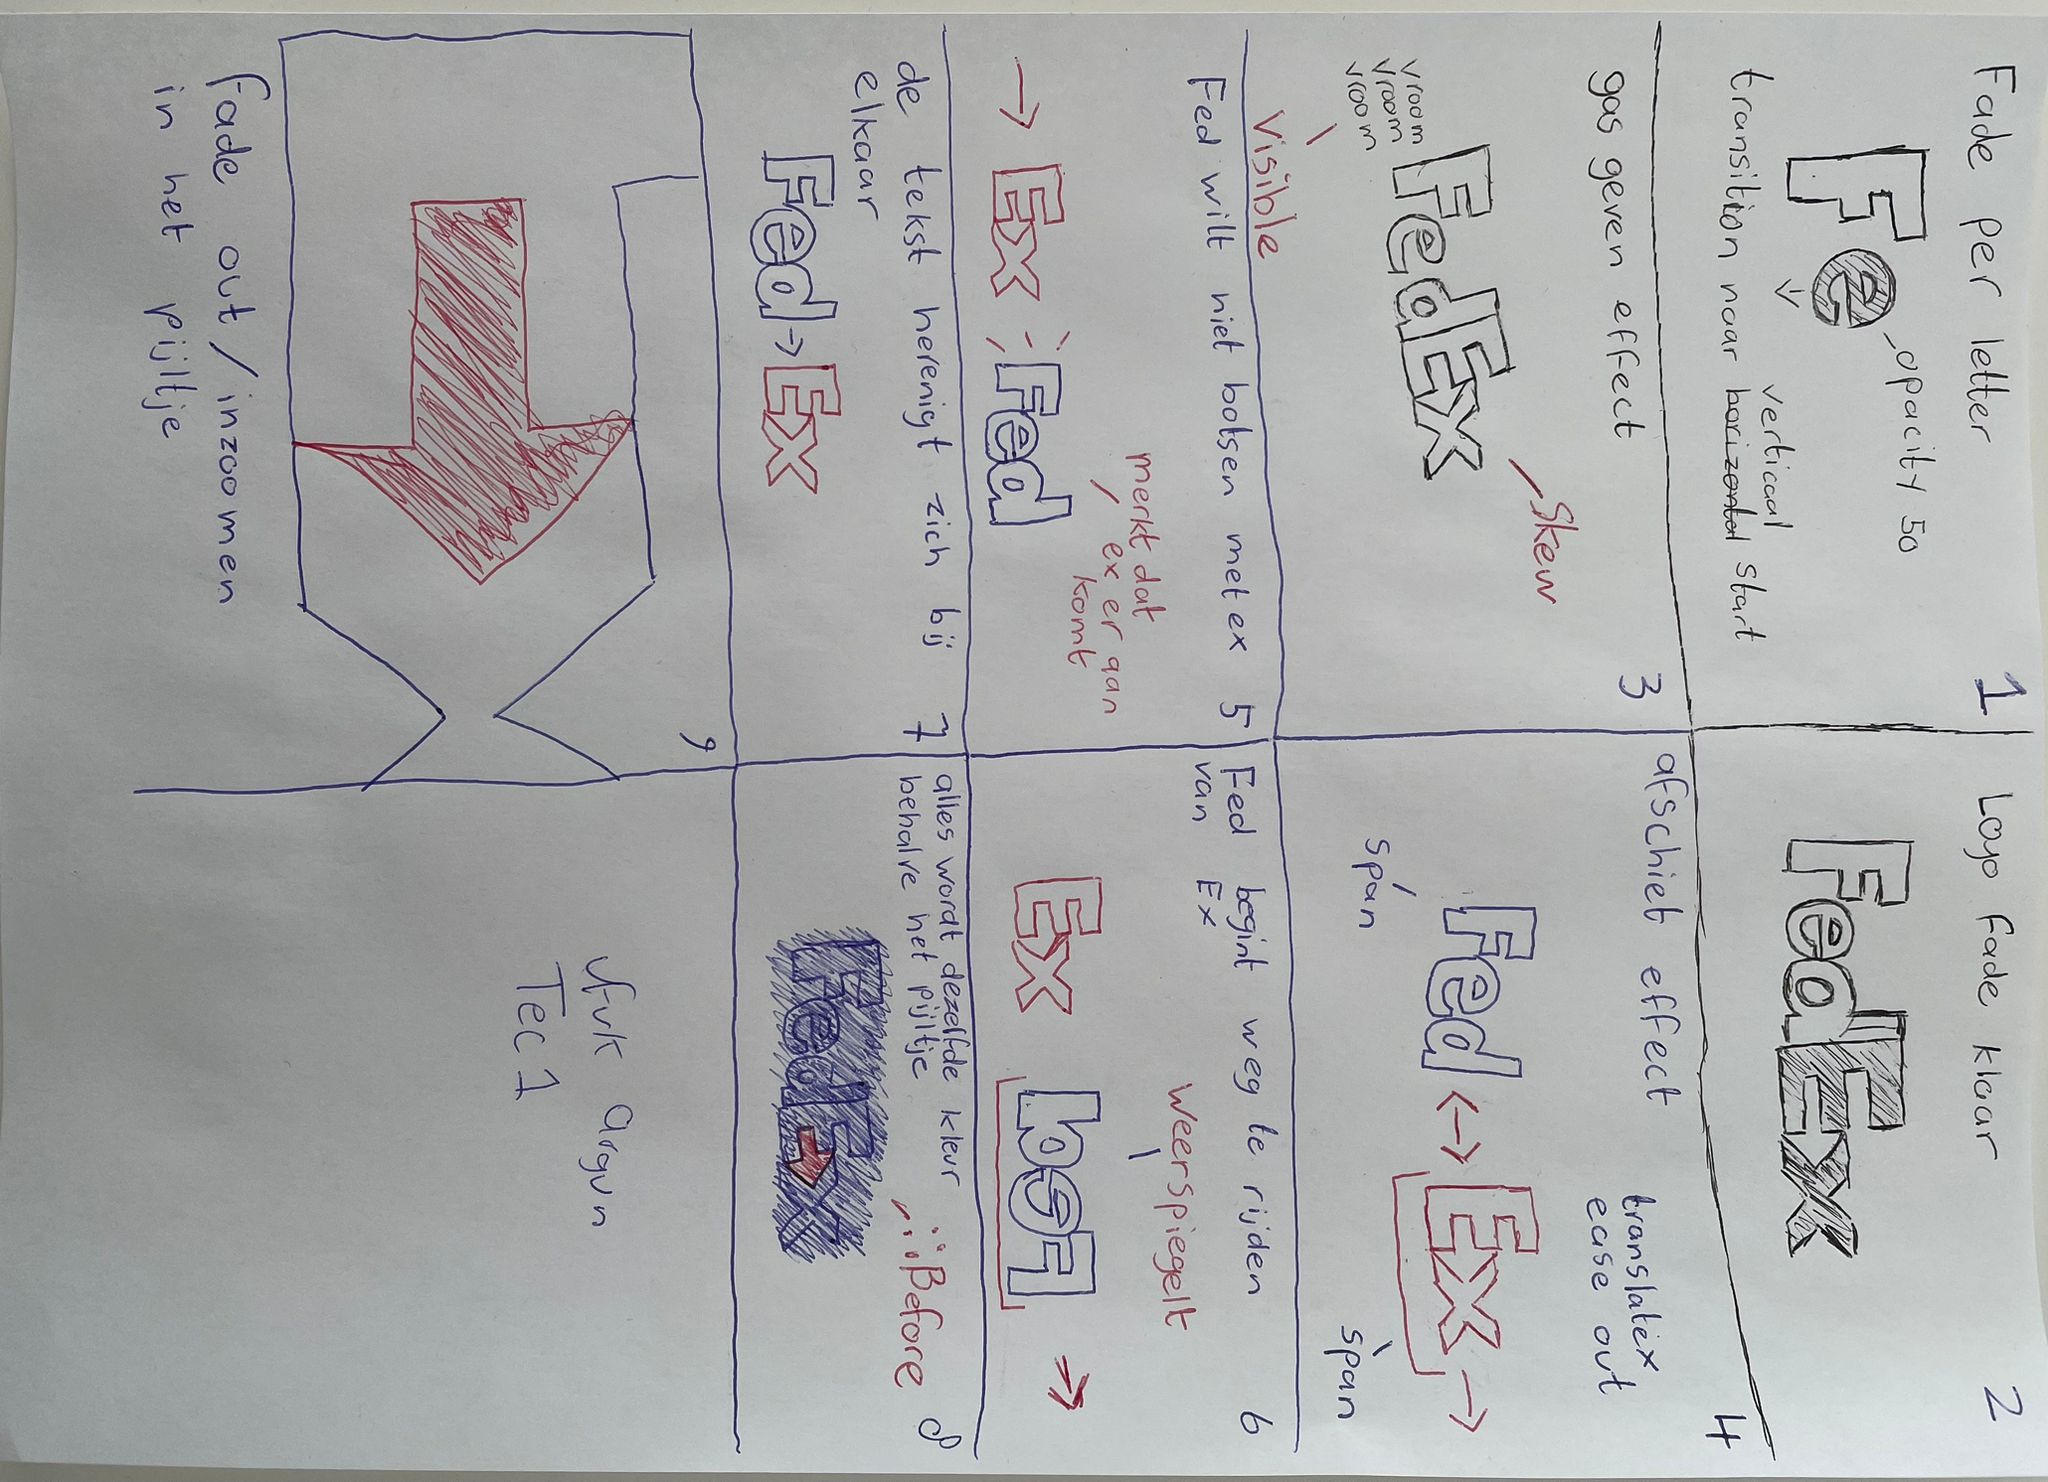 Fade per letter
1
Fe
opacity 50
verticaal
transition naar horizontal start
Logo fade klaar
2
FedEx
gas geven effect
3
vroom
vroom
vroom
FedEx
Skew
afschiet effect
4
translatex
ease out
Fed <-> Ex ->
span
span
Fed wilt niet botsen met ex
5
visible
-> Ex Fed
merkt dat
ex er aan
komt
Fed begint weg te rijden
van Ex
6
weerspiegelt
Ex Fed
de tekst herenigt zich bij
elkaar
7
Fed -> Ex
alles wordt dezelfde kleur
behalve het pijltje
8
::Before
FedEx
9
fade out / inzoomen
in het pijltje
Ufuk Argun
Tec 1